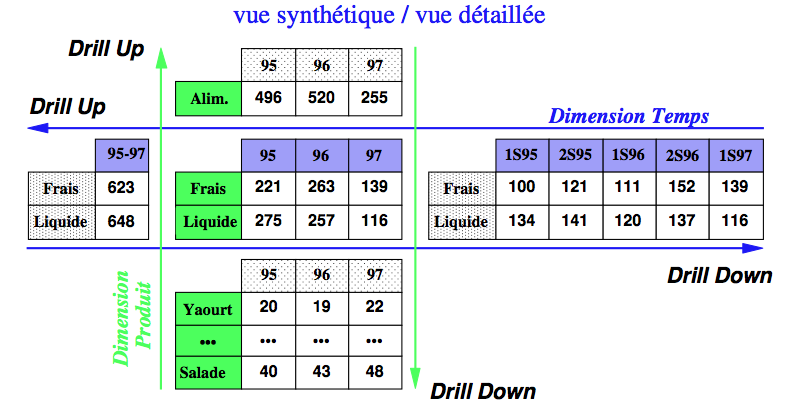 vue synthétique / vue détaillée
Drill Up
95 96 97
Alim. 496 520 255
Drill Up
Dimension Temps
95-97
Frais 623
Liquide 648
95 96 97
Frais 221 263 139
Liquide 275 257 116
1S95 2S95 1S96 2S96 1S97
Frais 100 121 111 152 139
Liquide 134 141 120 137 116
Drill Down
Dimension
Produit
95 96 97
Yaourt 20 19 22
... ... ... ...
Salade 40 43 48
Drill Down